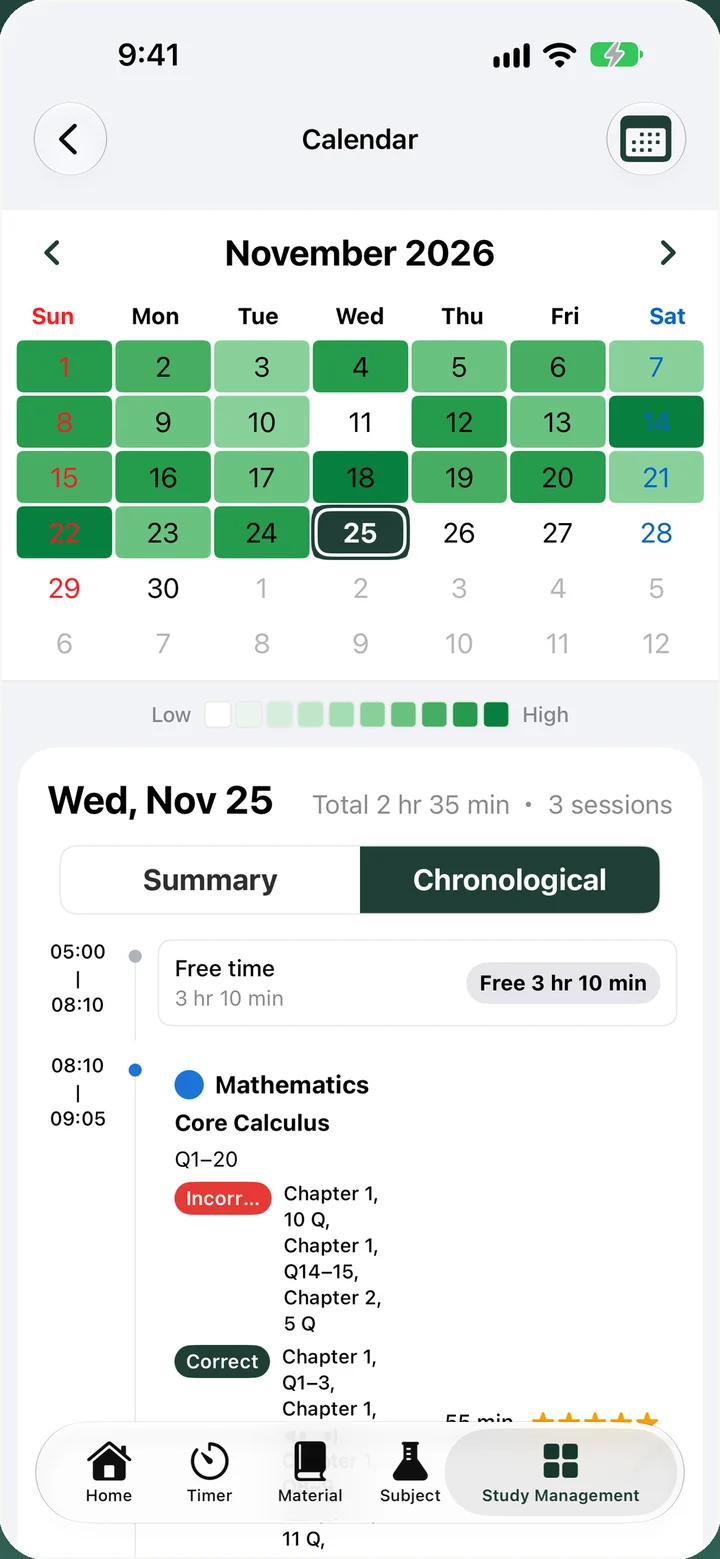 9:41
Calendar
November 2026
Sun Mon Tue Wed Thu Fri Sat
1 2 3 4 5 6 7
8 9 10 11 12 13 14
15 16 17 18 19 20 21
22 23 24 25 26 27 28
29 30 1 2 3 4 5
6 7 8 9 10 11 12
Low High
Wed, Nov 25 Total 2 hr 35 min • 3 sessions
Summary Chronological
05:00
|
08:10
Free time
3 hr 10 min
Free 3 hr 10 min
08:10
|
09:05
Mathematics
Core Calculus
Q1–20
Incorr...
Chapter 1,
10 Q,
Chapter 1,
Q14–15,
Chapter 2,
5 Q
Correct
Chapter 1,
Q1–3,
Chapter 1,
55 min
Chapter 1,
11 Q,
Home Timer Material Subject Study Management